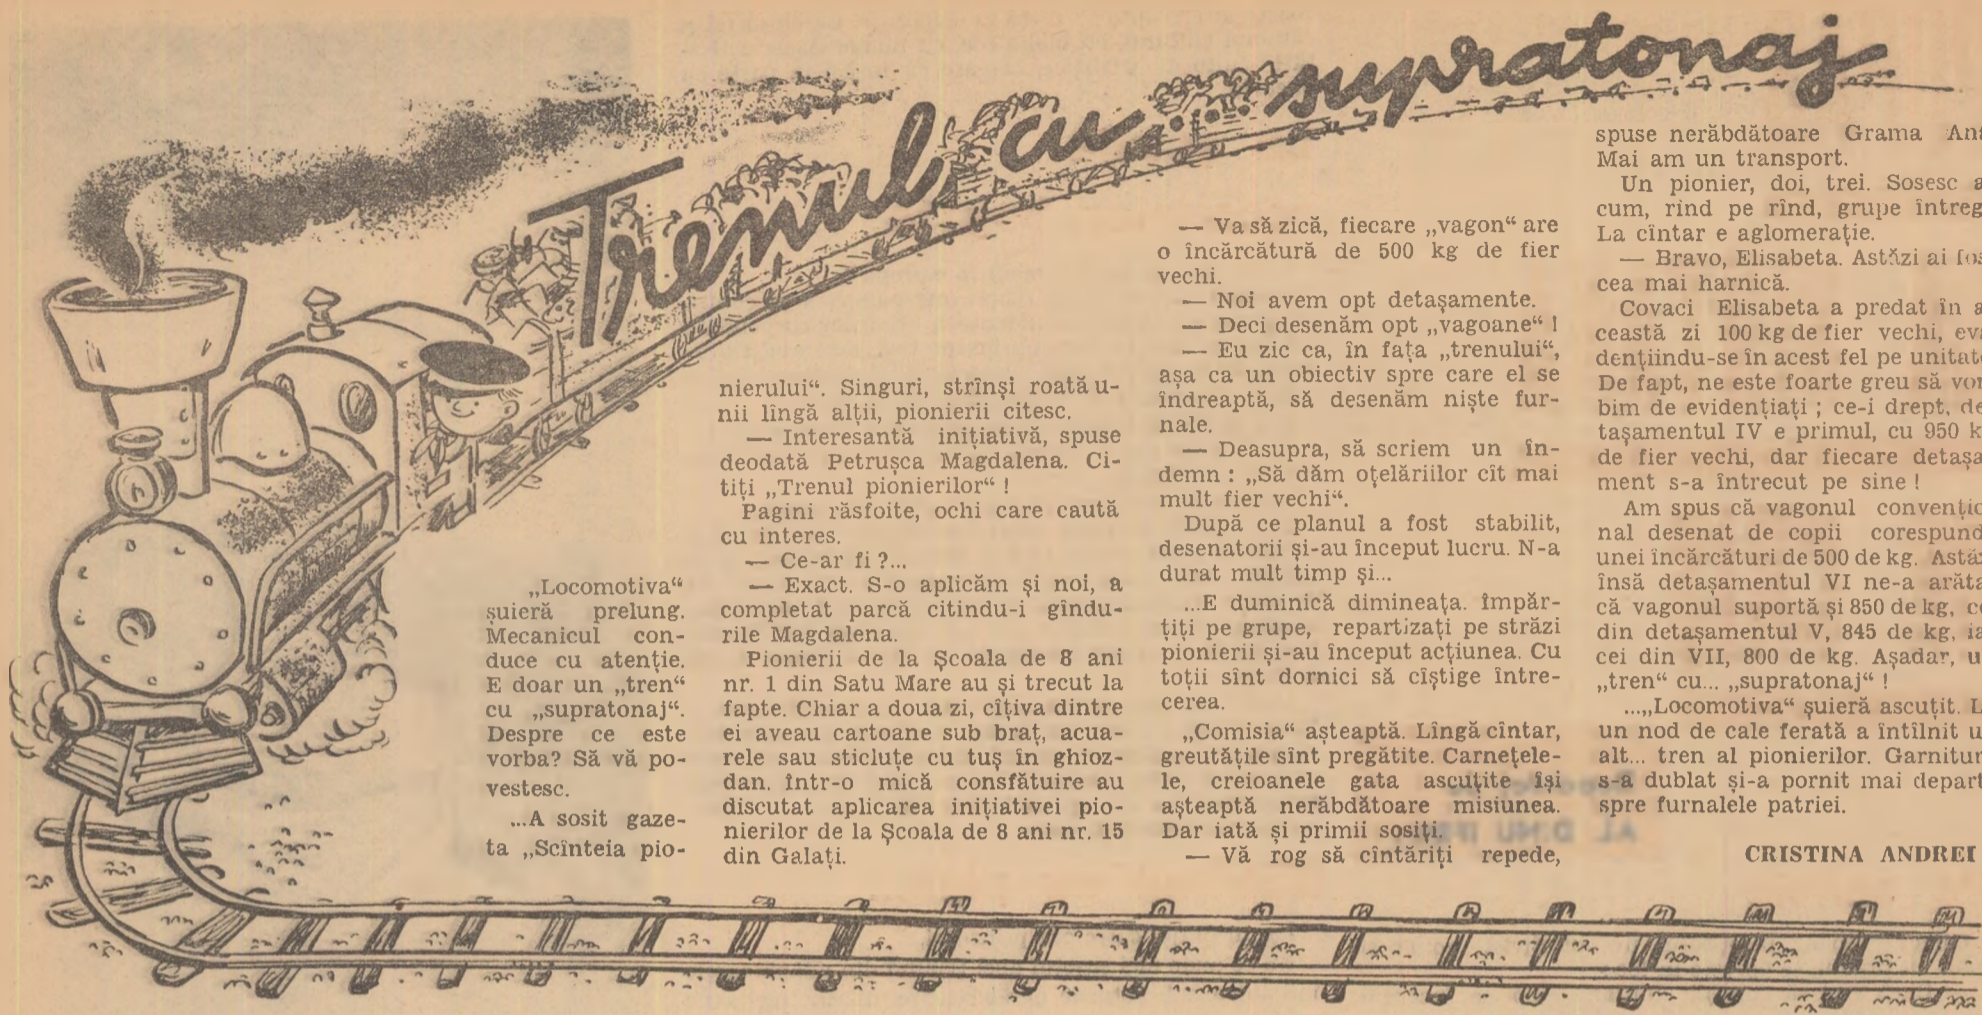 Trenul cu... supratonaj
„Locomotiva“
șuieră prelung.
Mecanicul con-
duce cu atenție.
E doar un „tren“
cu „supratonaj“.
Despre ce este
vorba? Să vă po-
vestesc.
...A sosit gaze-
ta „Scînteia pio-
nierului“. Singuri, strînși roată u-
nii lîngă alții, pionierii citesc.
— Interesantă inițiativă, spuse
deodată Petrușca Magdalena. Ci-
tiți „Trenul pionierilor“ !
Pagini răsfoite, ochi care caută
cu interes.
— Ce-ar fi ?...
— Exact. S-o aplicăm și noi, a
completat parcă citindu-i gîndu-
rile Magdalena.
Pionierii de la Școala de 8 ani
nr. 1 din Satu Mare au și trecut la
fapte. Chiar a doua zi, cîțiva dintre
ei aveau cartoane sub braț, acua-
rele sau sticluțe cu tuș în ghioz-
dan. într-o mică consfătuire au
discutat aplicarea inițiativei pio-
nierilor de la Școala de 8 ani nr. 15
din Galați.
— Va să zică, fiecare „vagon“ are
o încărcătură de 500 kg de fier
vechi.
— Noi avem opt detașamente.
— Deci desenăm opt „vagoane“ !
— Eu zic ca, în fața „trenului“,
așa ca un obiectiv spre care el se
îndreaptă, să desenăm niște fur-
nale.
— Deasupra, să scriem un în-
demn : „Să dăm oțelăriilor cît mai
mult fier vechi“.
După ce planul a fost stabilit,
desenatorii și-au început lucru. N-a
durat mult timp și...
...E duminică dimineața. împăr-
țiți pe grupe, repartizați pe străzi
pionierii și-au început acțiunea. Cu
toții sînt dornici să cîștige între-
cerea.
„Comisia“ așteaptă. Lîngă cîntar,
greutățile sînt pregătite. Carnețele-
le, creioanele gata ascuțite își
așteaptă nerăbdătoare misiunea.
Dar iată și primii sosiți.
— Vă rog să cîntăriți repede,
spuse nerăbdătoare Grama
Mai am un transport.
Un pionier, doi, trei. Sosesc a
cum, rînd pe rînd, grupe întreg
La cîntar e aglomerație.
— Bravo, Elisabeta. Astăzi ai fos
cea mai harnică.
Covaci Elisabeta a predat în a
ceastă zi 100 kg de fier vechi, evi
dențiindu-se în acest fel pe unitate
De fapt, ne este foarte greu să vor
bim de evidențiați ; ce-i drept, de
tașamentul IV e primul, cu 950 k
de fier vechi, dar fiecare detașa
ment s-a întrecut pe sine !
Am spus că vagonul convențio
nal desenat de copii corespund
unei încărcături de 500 de kg. Astăz
însă detașamentul VI ne-a arăta
că vagonul suportă și 850 de kg, ce
din detașamentul V, 845 de kg, ia
cei din VII, 800 de kg. Așadar, u
„tren“ cu... „supratonaj“ !
...„Locomotiva“ șuieră ascuțit. L
un nod de cale ferată a întîlnit u
alt... tren al pionierilor. Garnitur
s-a dublat și-a pornit mai depart
spre furnalele patriei.
CRISTINA ANDREI